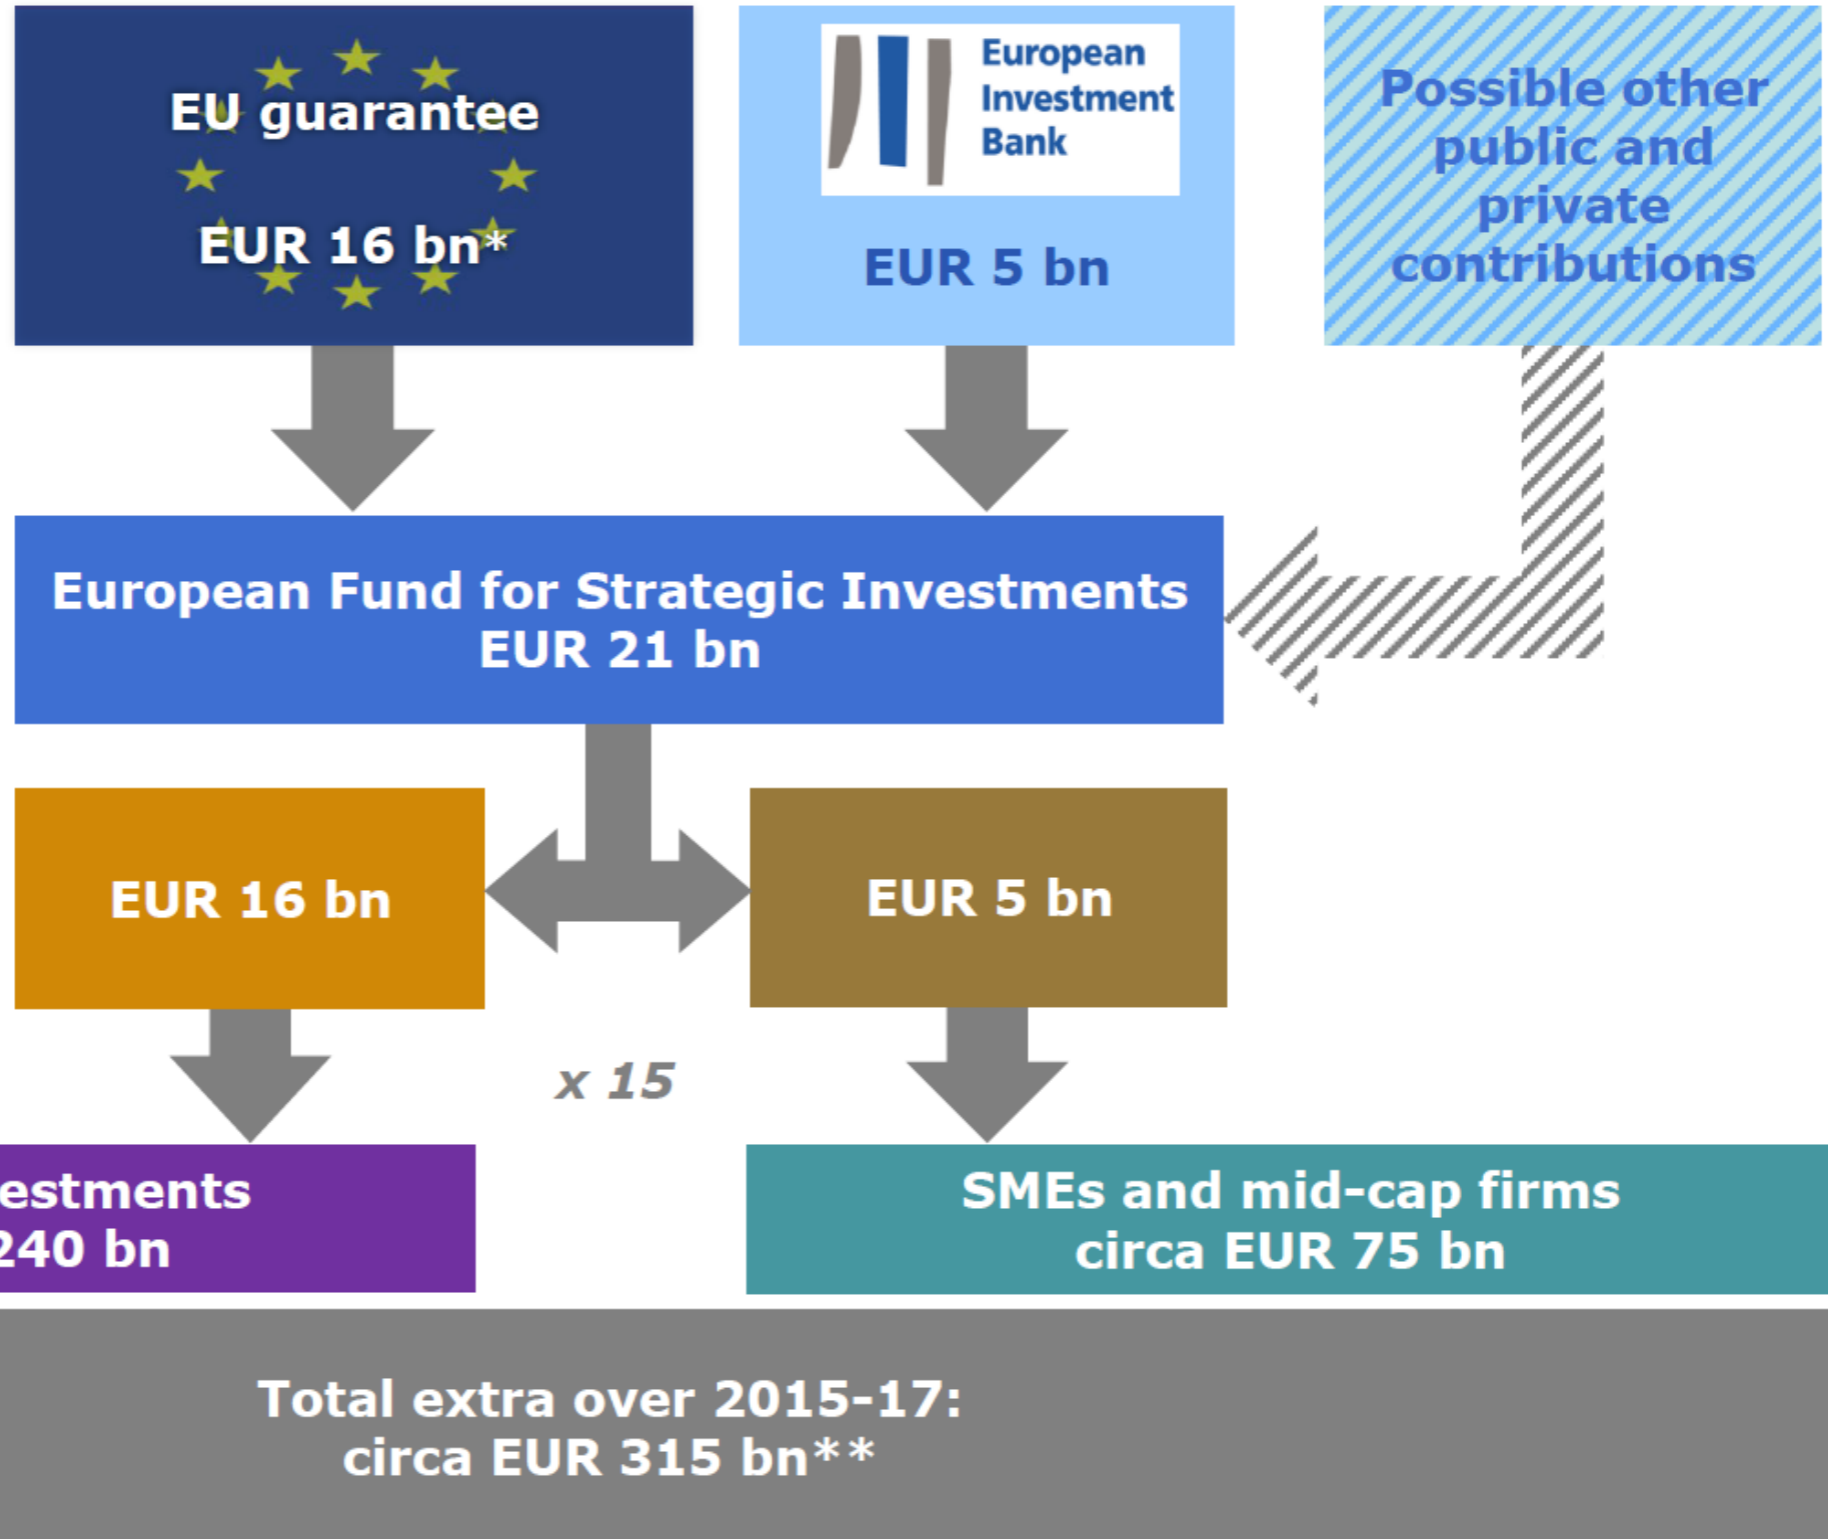 EU guarantee
EUR 16 bn*
European
Investment
Bank
EUR 5 bn
Possible other
public and
private
contributions
European Fund for Strategic Investments
EUR 21 bn
EUR 16 bn
EUR 5 bn
x 15
estments
240 bn
SMEs and mid-cap firms
circa EUR 75 bn
Total extra over 2015-17:
circa EUR 315 bn**